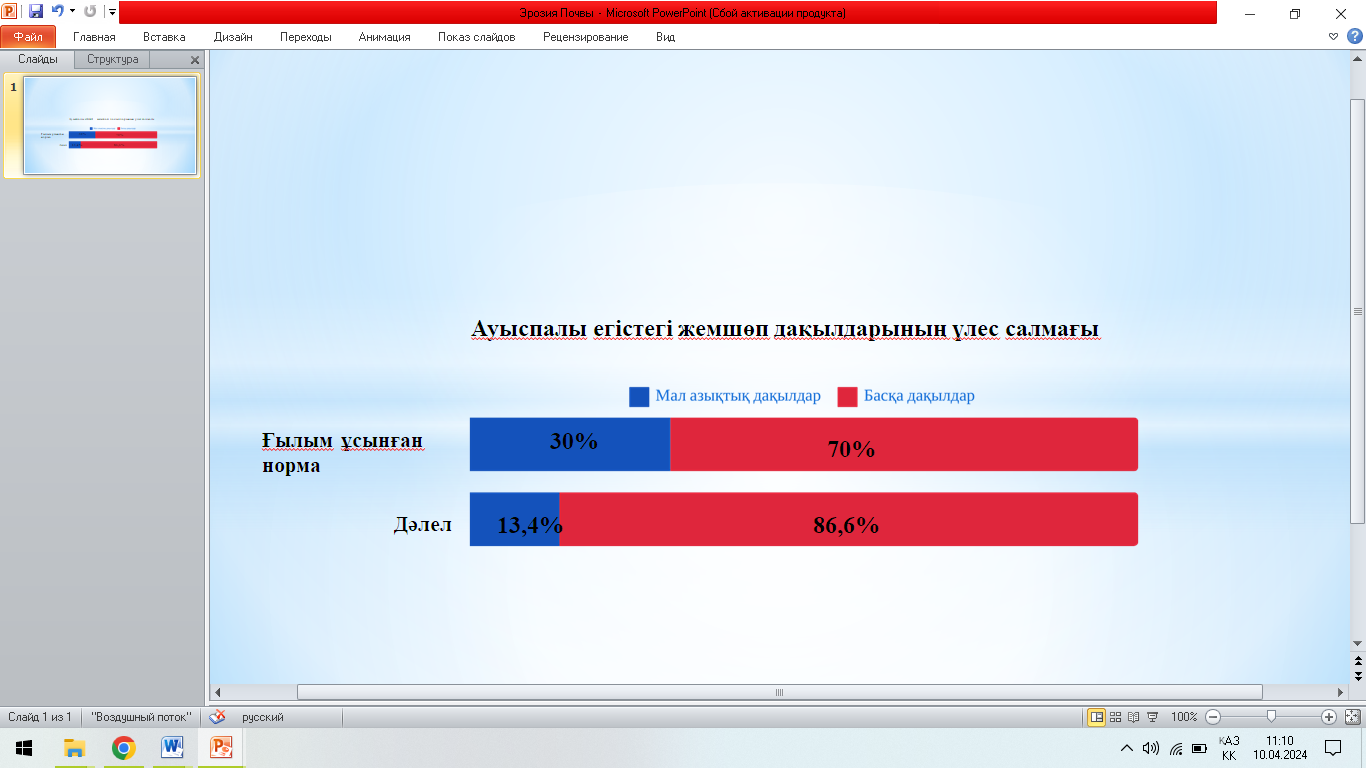 Эрозия Почвы - Microsoft PowerPoint (Сбой активации продукта)
Файл Главная Вставка Дизайн Переходы Анимация Показ слайдов Рецензирование Вид
Слайды Структура
1
Ауыспалы егістегі жемшөп дақылдарының үлес салмағы
Мал азықтық дақылдар Басқа дақылдар
Ғылым ұсынған
норма
30% 70%
Дәлел 13,4% 86,6%
Слайд 1 из 1 "Воздушный поток" русский 100%
ҚАЗ
КК
11:10
10.04.2024